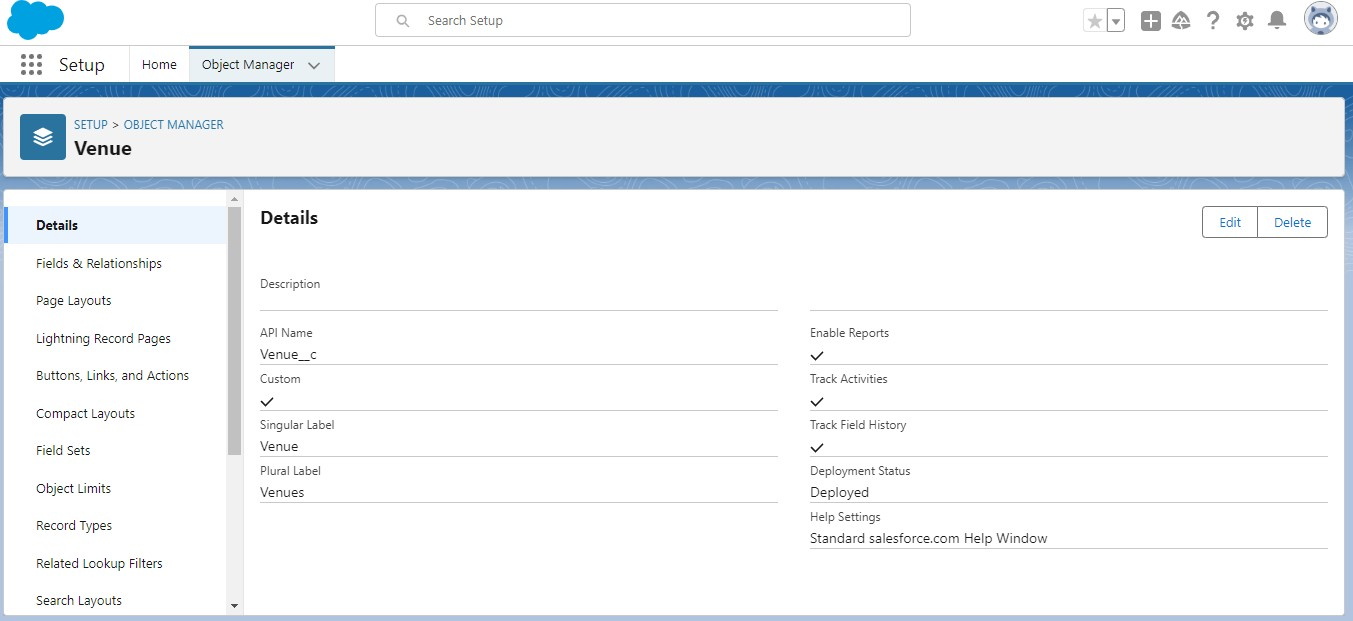 Search Setup
Setup
Home
Object Manager
SETUP > OBJECT MANAGER
Venue
Details
Fields & Relationships
Page Layouts
Lightning Record Pages
Buttons, Links, and Actions
Compact Layouts
Field Sets
Object Limits
Record Types
Related Lookup Filters
Search Layouts
Details
Edit
Delete
Description
API Name
Venue__c
Custom
Singular Label
Venue
Plural Label
Venues
Enable Reports
Track Activities
Track Field History
Deployment Status
Deployed
Help Settings
Standard salesforce.com Help Window